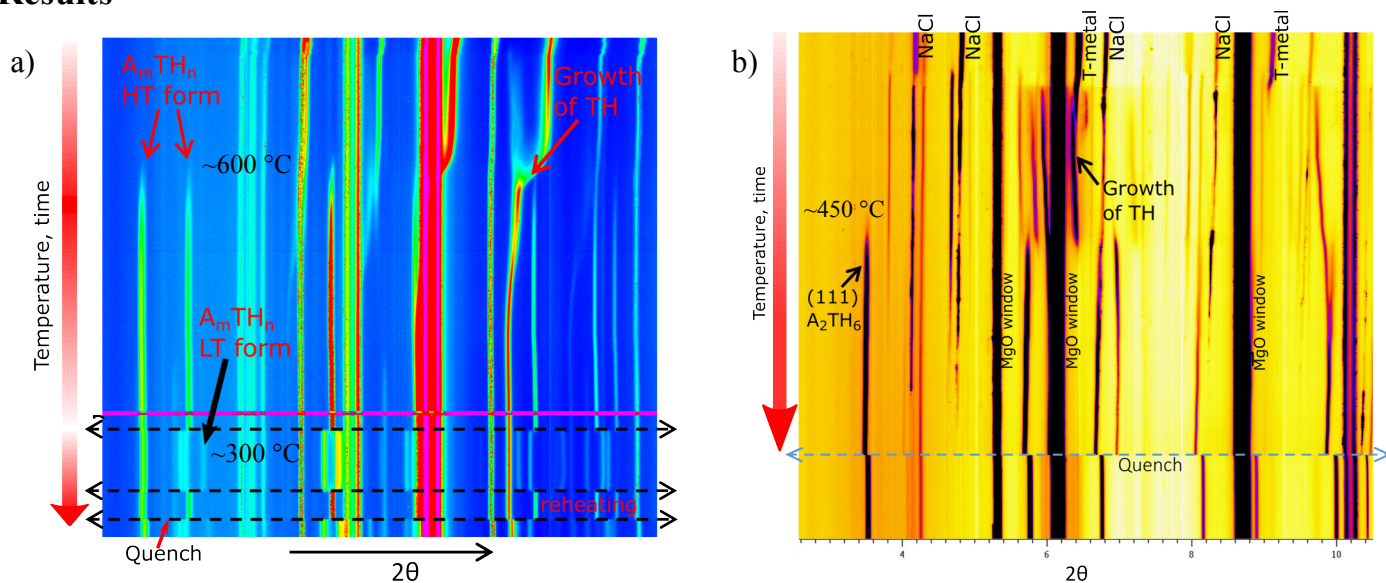 Results
a)
AₘTHₙ
HT form
~600 °C
Growth
of TH
AₘTHₙ
LT form
~300 °C
reheating
Quench
2θ
Temperature, time
b)
NaCl
NaCl
T-metal
NaCl
NaCl
T-metal
Growth
of TH
~450 °C
(111)
A₂TH₆
MgO window
MgO window
MgO window
Quench
Temperature, time
4
6
8
10
2θ